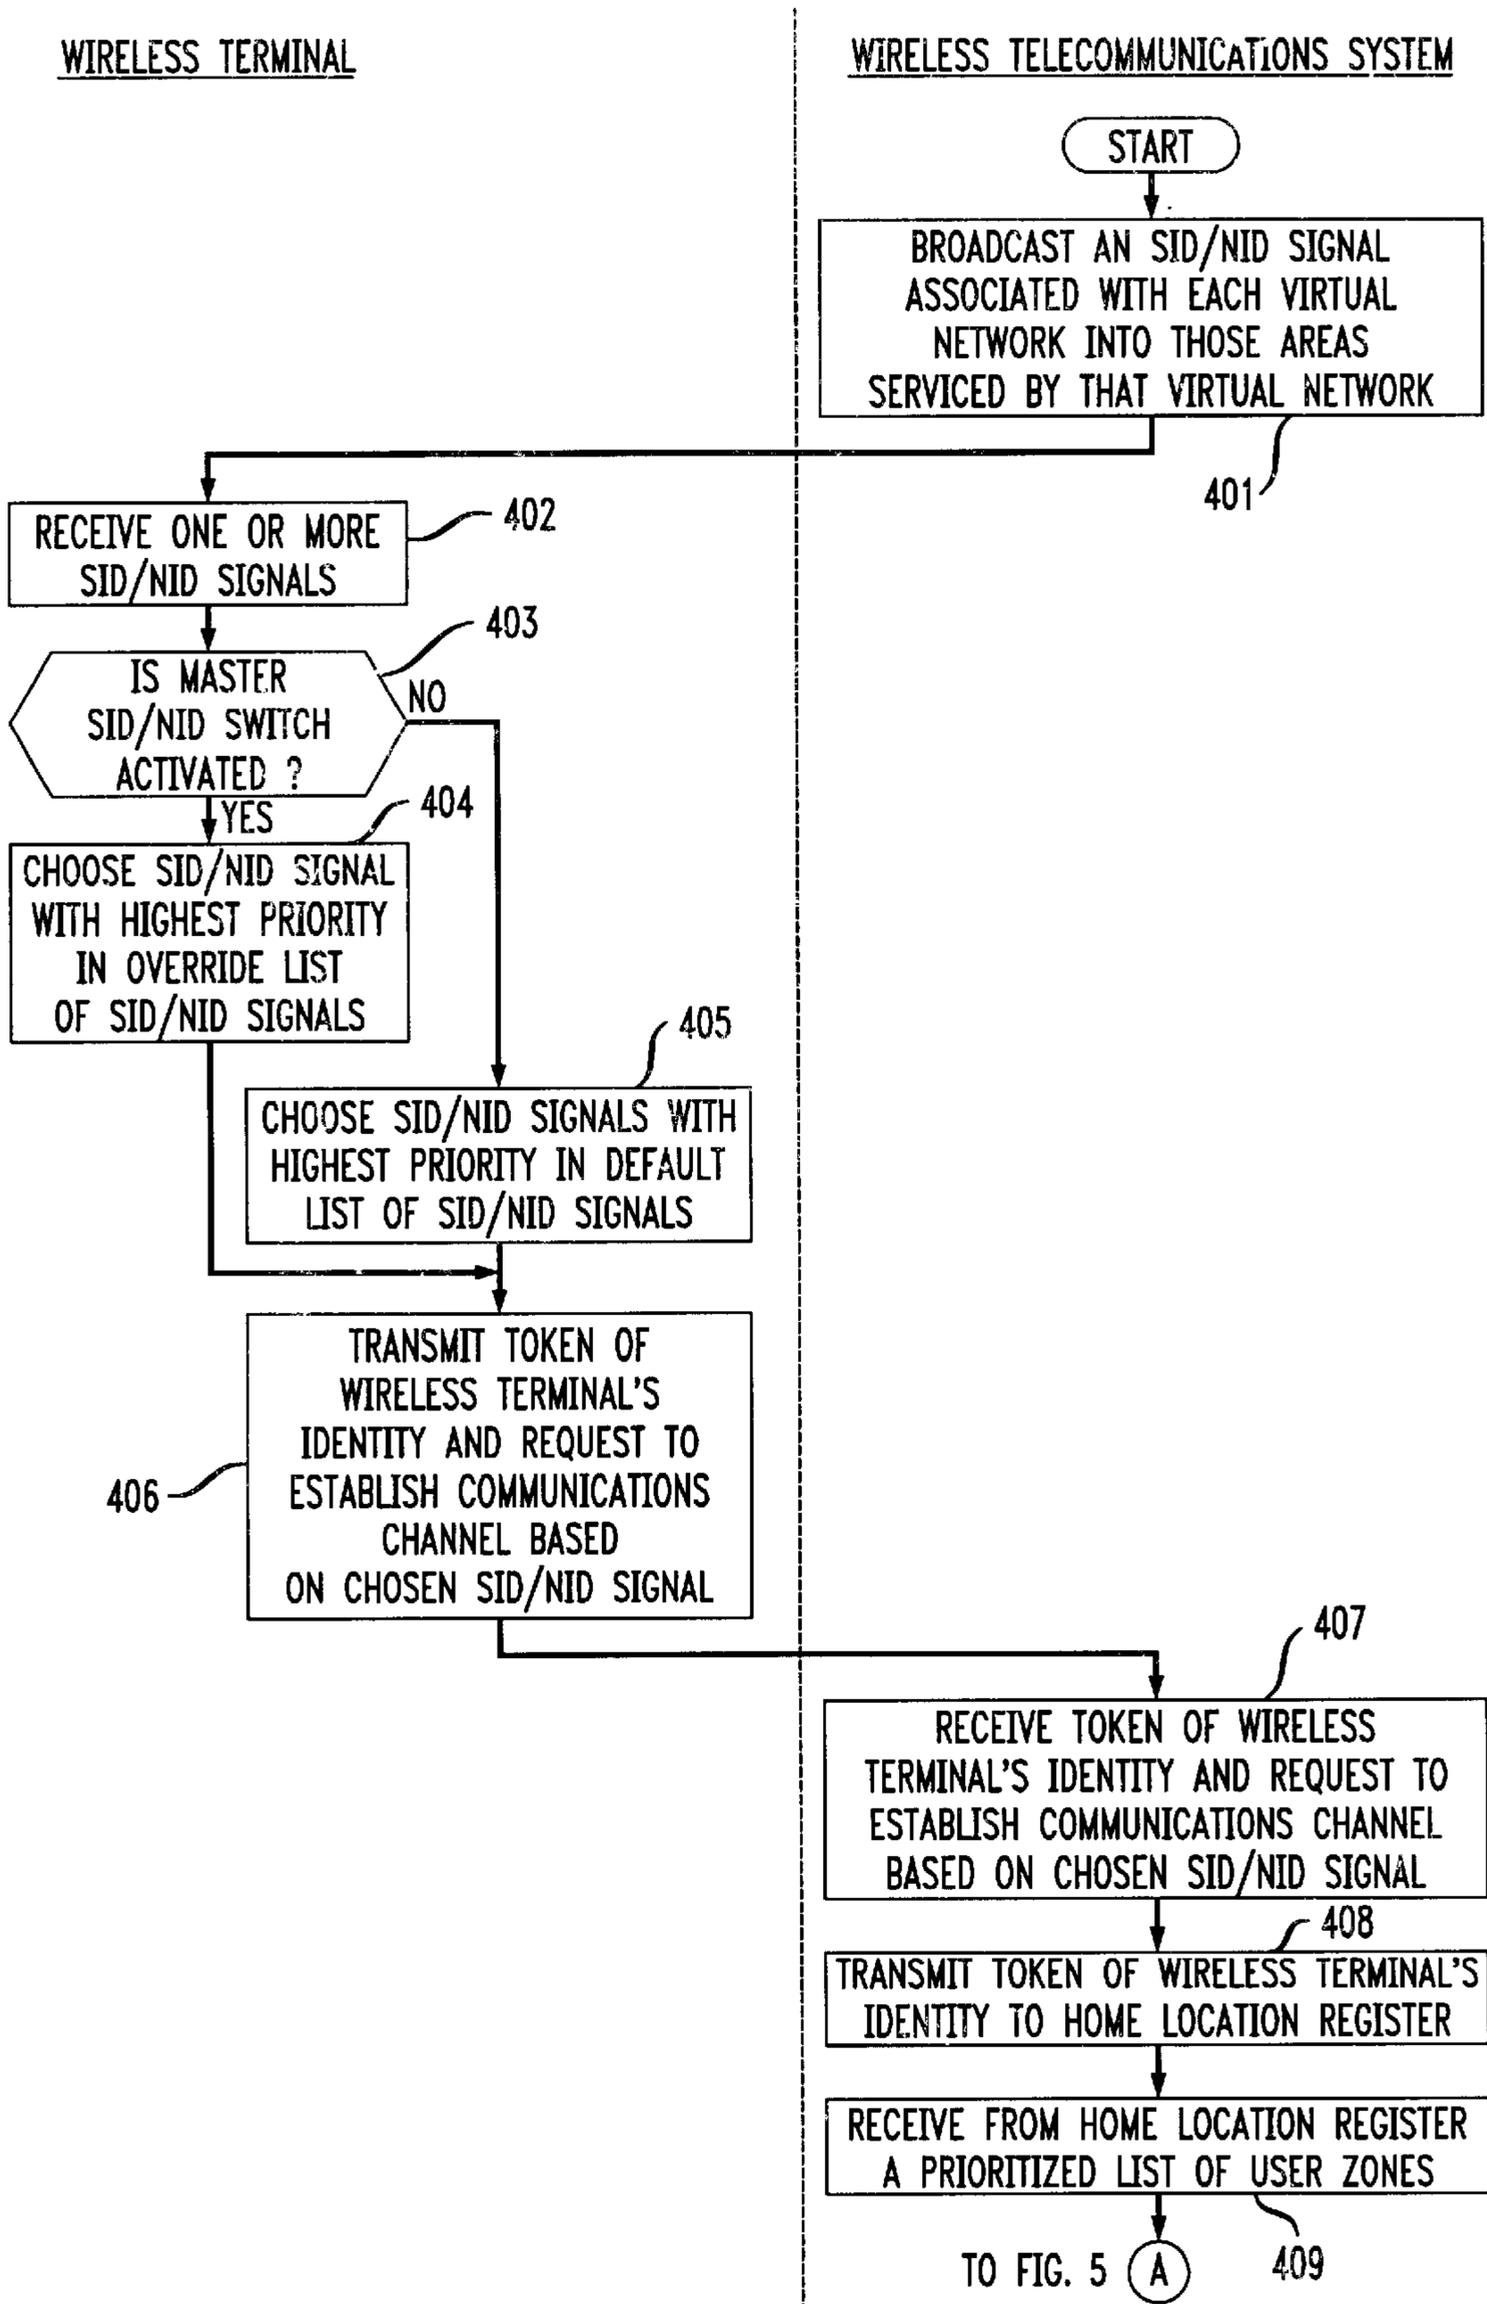 WIRELESS TERMINAL
WIRELESS TELECOMMUNICATIONS SYSTEM
START
BROADCAST AN SID/NID SIGNAL
ASSOCIATED WITH EACH VIRTUAL
NETWORK INTO THOSE AREAS
SERVICED BY THAT VIRTUAL NETWORK
401
RECEIVE ONE OR MORE
SID/NID SIGNALS
402
403
IS MASTER
SID/NID SWITCH
ACTIVATED ?
NO
YES
404
CHOOSE SID/NID SIGNAL
WITH HIGHEST PRIORITY
IN OVERRIDE LIST
OF SID/NID SIGNALS
405
CHOOSE SID/NID SIGNALS WITH
HIGHEST PRIORITY IN DEFAULT
LIST OF SID/NID SIGNALS
TRANSMIT TOKEN OF
WIRELESS TERMINAL'S
IDENTITY AND REQUEST TO
ESTABLISH COMMUNICATIONS
CHANNEL BASED
ON CHOSEN SID/NID SIGNAL
406
407
RECEIVE TOKEN OF WIRELESS
TERMINAL'S IDENTITY AND REQUEST TO
ESTABLISH COMMUNICATIONS CHANNEL
BASED ON CHOSEN SID/NID SIGNAL
408
TRANSMIT TOKEN OF WIRELESS TERMINAL'S
IDENTITY TO HOME LOCATION REGISTER
RECEIVE FROM HOME LOCATION REGISTER
A PRIORITIZED LIST OF USER ZONES
409
TO FIG. 5 A